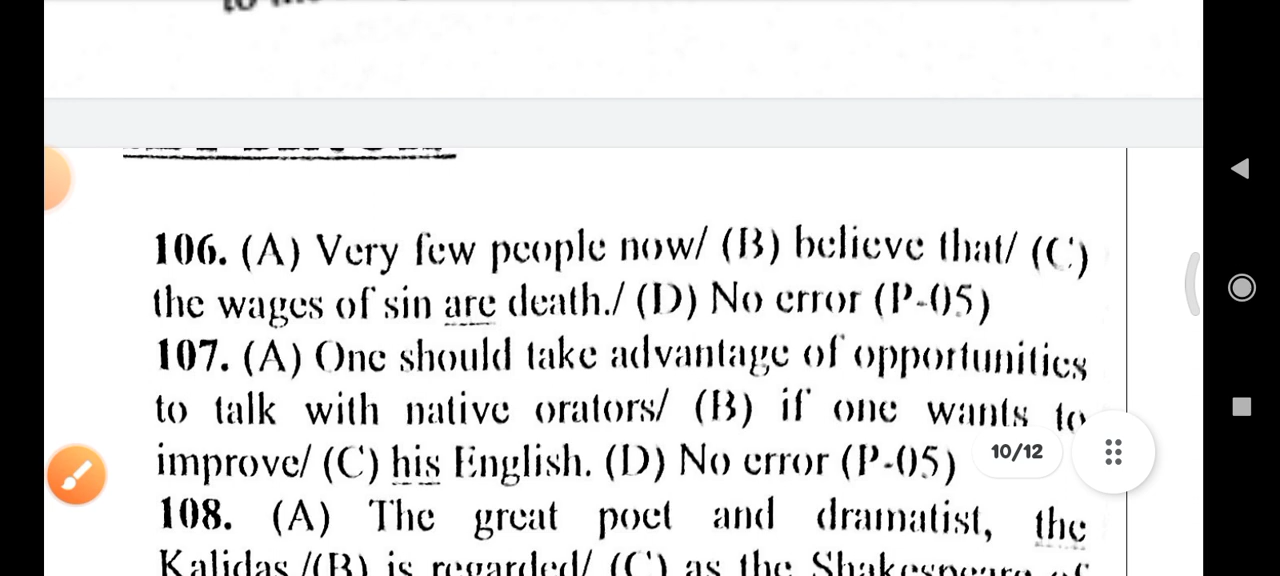 106. (A) Very few people now/ (B) believe that/ (C)
the wages of sin are death./ (D) No error (P-05)
107. (A) One should take advantage of opportunities
to talk with native orators/ (B) if one wants to
improve/ (C) his English. (D) No error (P-05)
10/12
108. (A) The great poet and dramatist, the
Kalidas /(B) is regarded/ (C) as the Shakespeare of